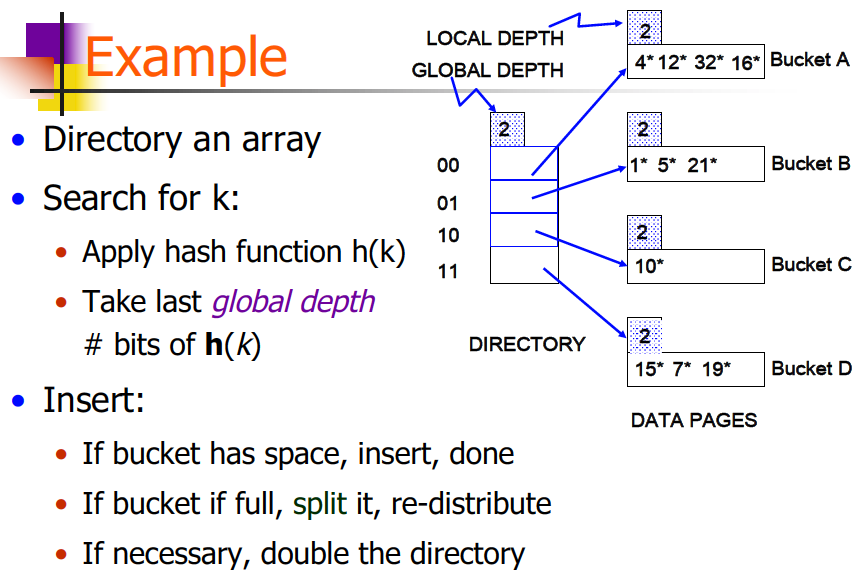 Example
• Directory an array
• Search for k:
• Apply hash function h(k)
• Take last global depth
# bits of h(k)
• Insert:
• If bucket has space, insert, done
• If bucket if full, split it, re-distribute
• If necessary, double the directory
LOCAL DEPTH
GLOBAL DEPTH
2
00
01
10
11
DIRECTORY
2
4* 12* 32* 16*
Bucket A
2
1* 5* 21*
Bucket B
2
10*
Bucket C
2
15* 7* 19*
Bucket D
DATA PAGES